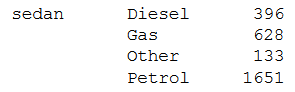 sedan Diesel 396
Gas 628
Other 133
Petrol 1651